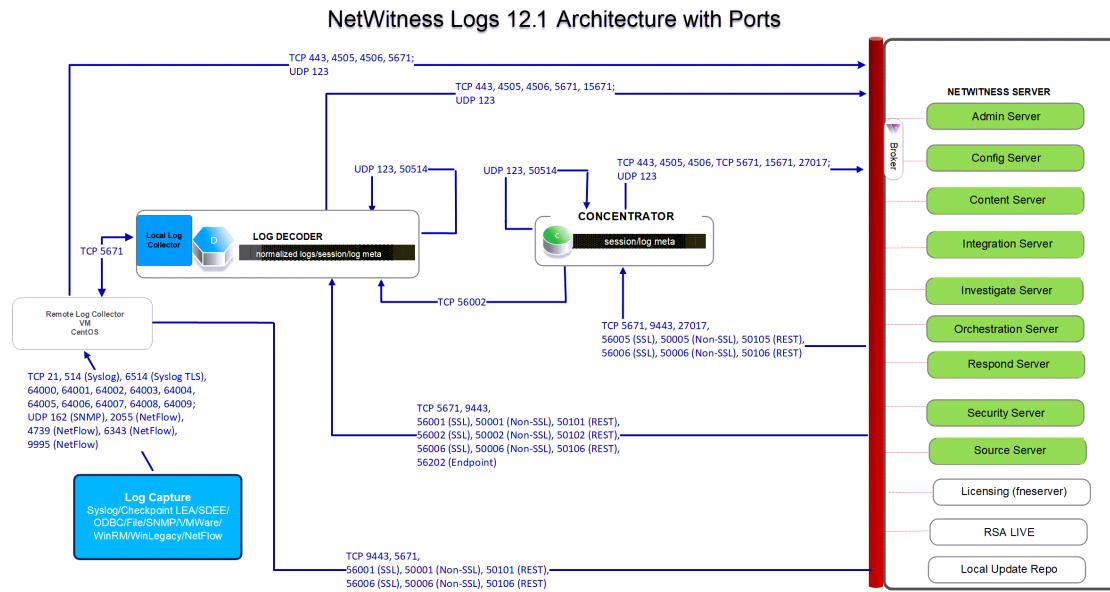 NetWitness Logs 12.1 Architecture with Ports
TCP 443, 4505, 4506, 5671;
UDP 123
TCP 443, 4505, 4506, 5671, 15671;
UDP 123
UDP 123, 50514
UDP 123, 50514
TCP 443, 4505, 4506, TCP 5671, 15671, 27017;
UDP 123
Local Log
Collector
D
LOG DECODER
normalized logs/session/log meta
CONCENTRATOR
C
session/log meta
TCP 5671
TCP 56002
Remote Log Collector
VM
CentOS
TCP 5671, 9443, 27017,
56005 (SSL), 50005 (Non-SSL), 50105 (REST),
56006 (SSL), 50006 (Non-SSL), 50106 (REST)
TCP 21, 514 (Syslog), 6514 (Syslog TLS),
64000, 64001, 64002, 64003, 64004,
64005, 64006, 64007, 64008, 64009;
UDP 162 (SNMP), 2055 (NetFlow),
4739 (NetFlow), 6343 (NetFlow),
9995 (NetFlow)
TCP 5671, 9443,
56001 (SSL), 50001 (Non-SSL), 50101 (REST),
56002 (SSL), 50002 (Non-SSL), 50102 (REST),
56006 (SSL), 50006 (Non-SSL), 50106 (REST),
56202 (Endpoint)
Log Capture
Syslog/Checkpoint LEA/SDEE/
ODBC/File/SNMP/VMWare/
WinRM/WinLegacy/NetFlow
TCP 9443, 5671,
56001 (SSL), 50001 (Non-SSL), 50101 (REST),
56006 (SSL), 50006 (Non-SSL), 50106 (REST)
Broker
NETWITNESS SERVER
Admin Server
Config Server
Content Server
Integration Server
Investigate Server
Orchestration Server
Respond Server
Security Server
Source Server
Licensing (fneserver)
RSA LIVE
Local Update Repo